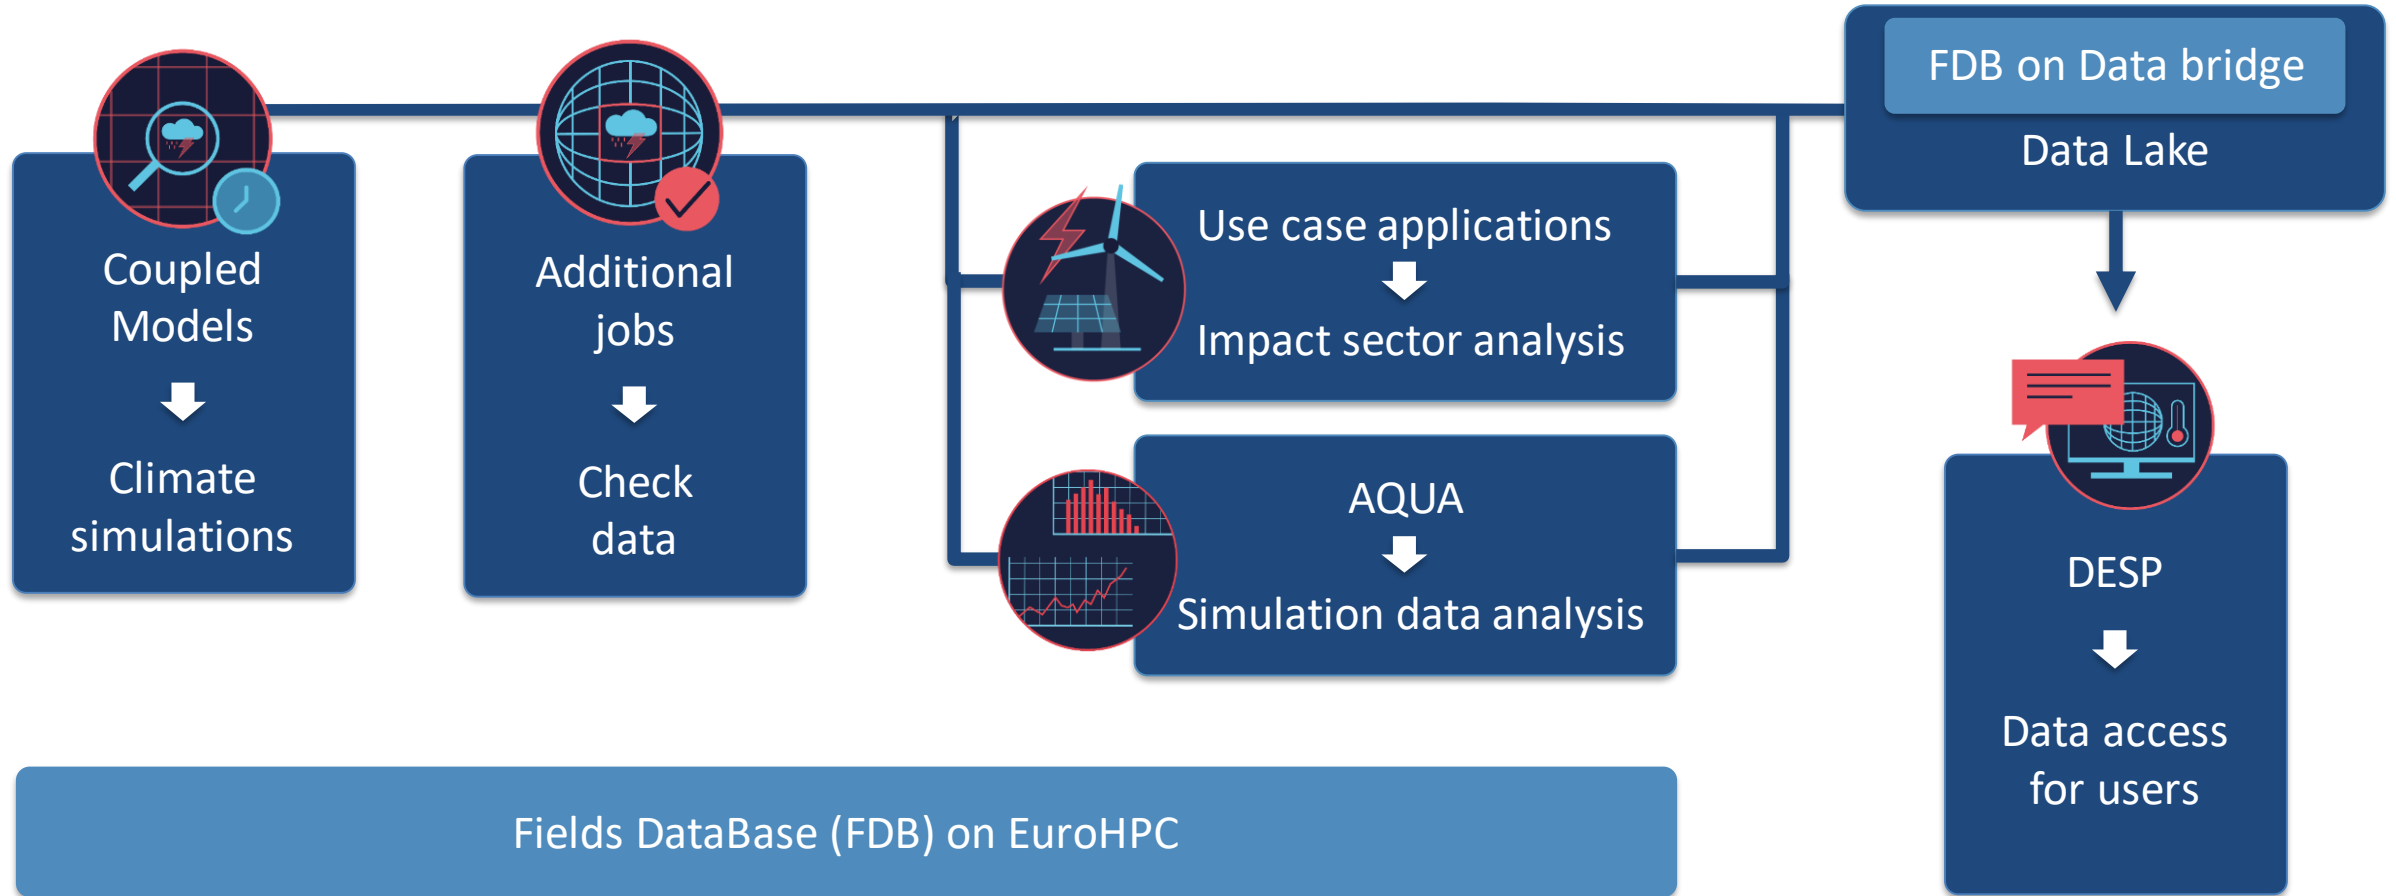 Coupled
Models
Climate
simulations
Additional
jobs
Check
data
Use case applications
Impact sector analysis
AQUA
Simulation data analysis
FDB on Data bridge
Data Lake
DESP
Data access
for users
Fields DataBase (FDB) on EuroHPC